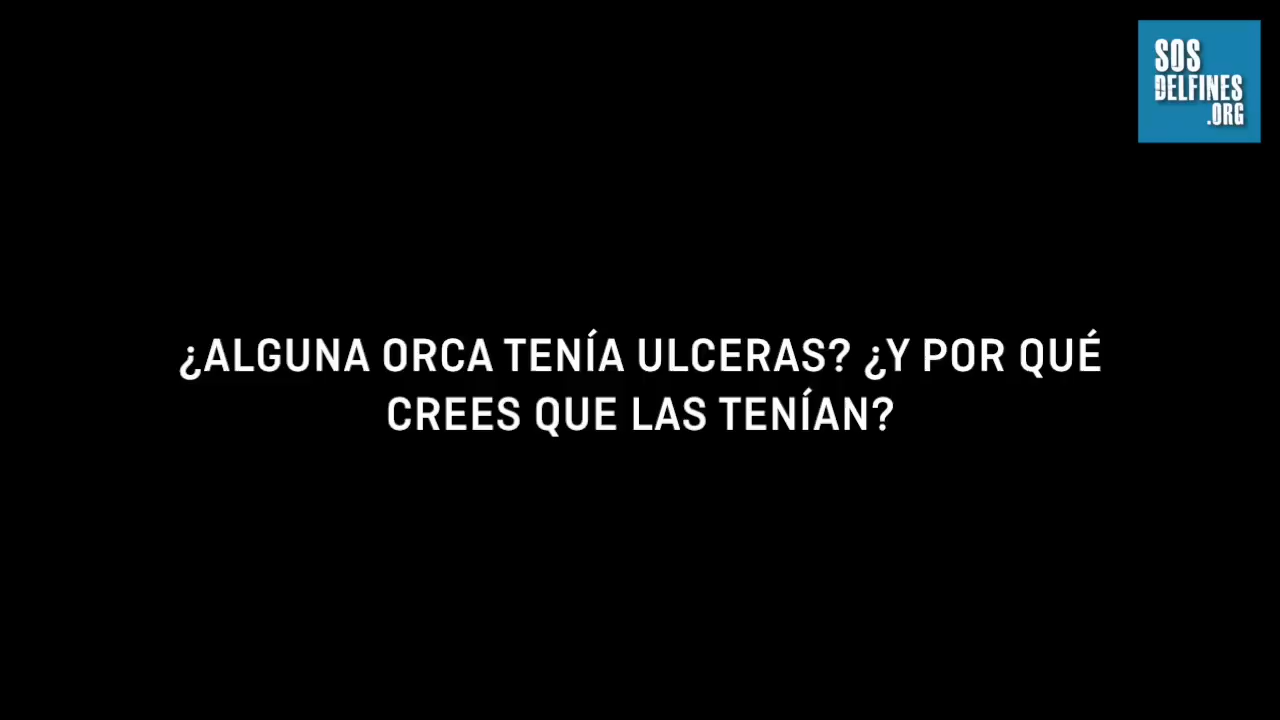 SOS
DELFINES
.ORG
¿ALGUNA ORCA TENÍA ULCERAS? ¿Y POR QUÉ
CREES QUE LAS TENÍAN?